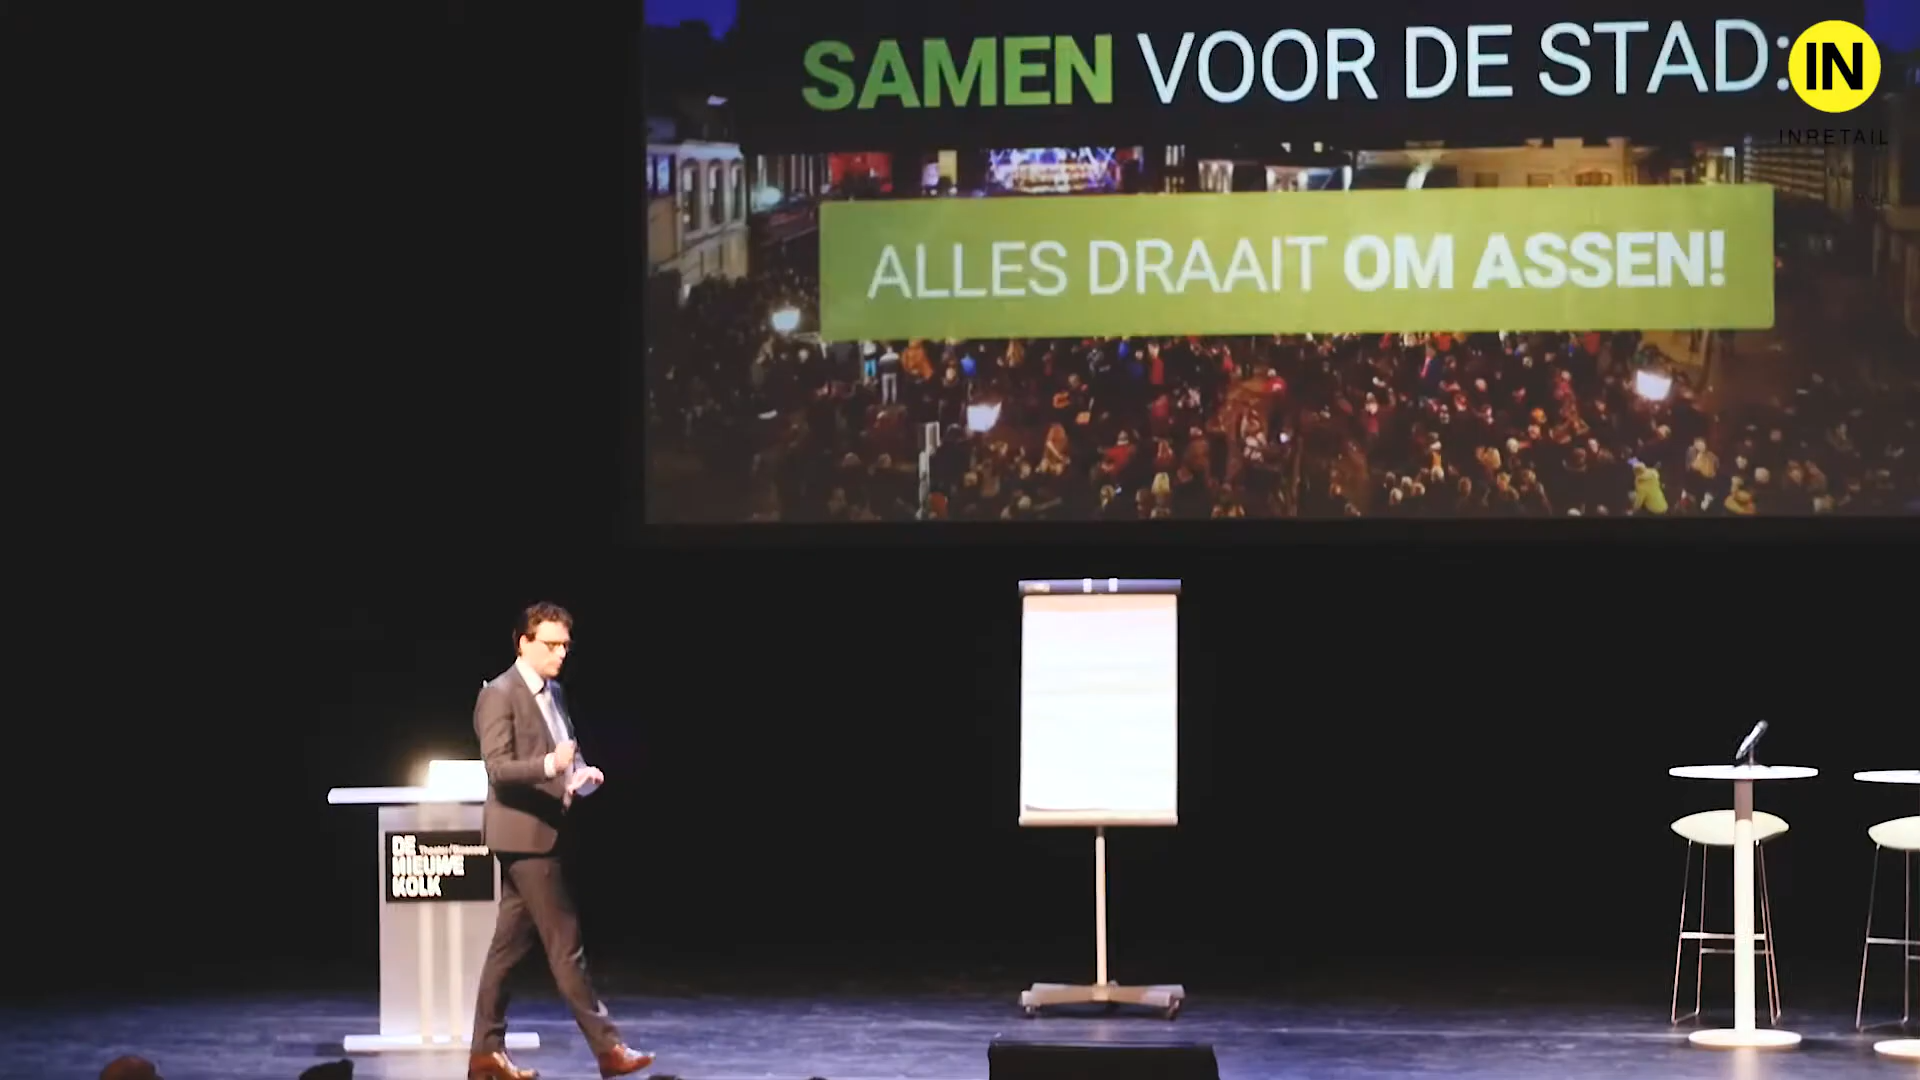 SAMEN VOOR DE STAD:
IN
INRETAIL
ALLES DRAAIT OM ASSEN!
DE
NIEUWE
KOLK